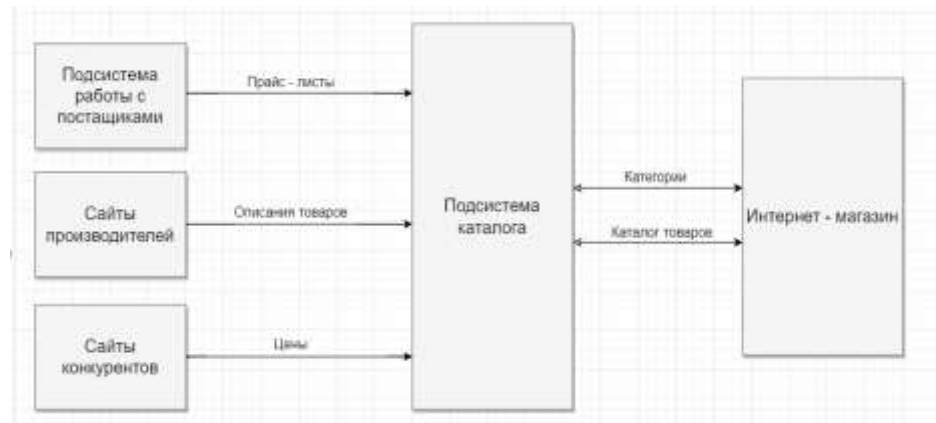 Подсистема
работы с
постащиками
Прайс - листы
Сайты
производителей
Описания товаров
Сайты
конкурентов
Цены
Подсистема
каталога
Категории
Каталог товаров
Интернет - магазин